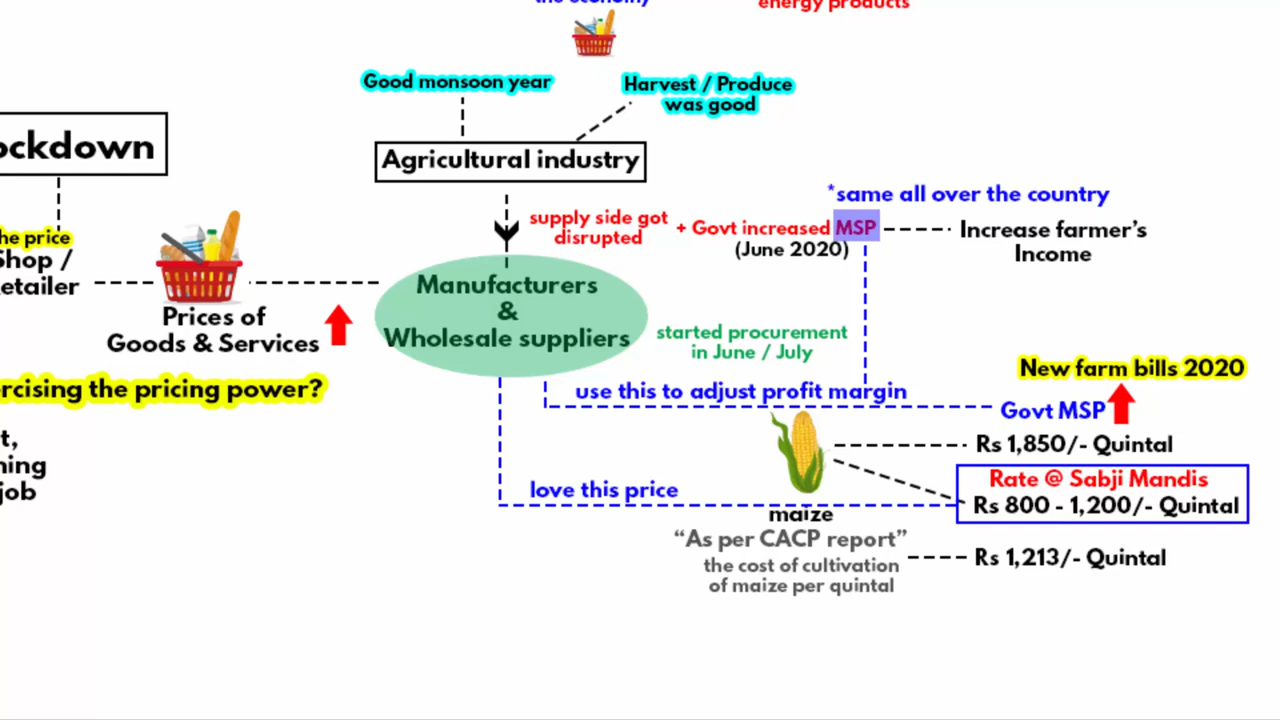 the economy
energy products
Good monsoon year
Harvest / Produce
was good
ockdown
Agricultural industry
*same all over the country
supply side got
disrupted
+ Govt increased MSP
(June 2020)
Increase farmer's
Income
he price
Shop /
etailer
Prices of
Goods & Services
Manufacturers
&
Wholesale suppliers
started procurement
in June / July
ercising the pricing power?
use this to adjust profit margin
New farm bills 2020
Govt MSP
t,
ning
job
Rs 1,850/- Quintal
Rate @ Sabji Mandis
Rs 800 - 1,200/- Quintal
love this price
maize
“As per CACP report”
the cost of cultivation
of maize per quintal
Rs 1,213/- Quintal